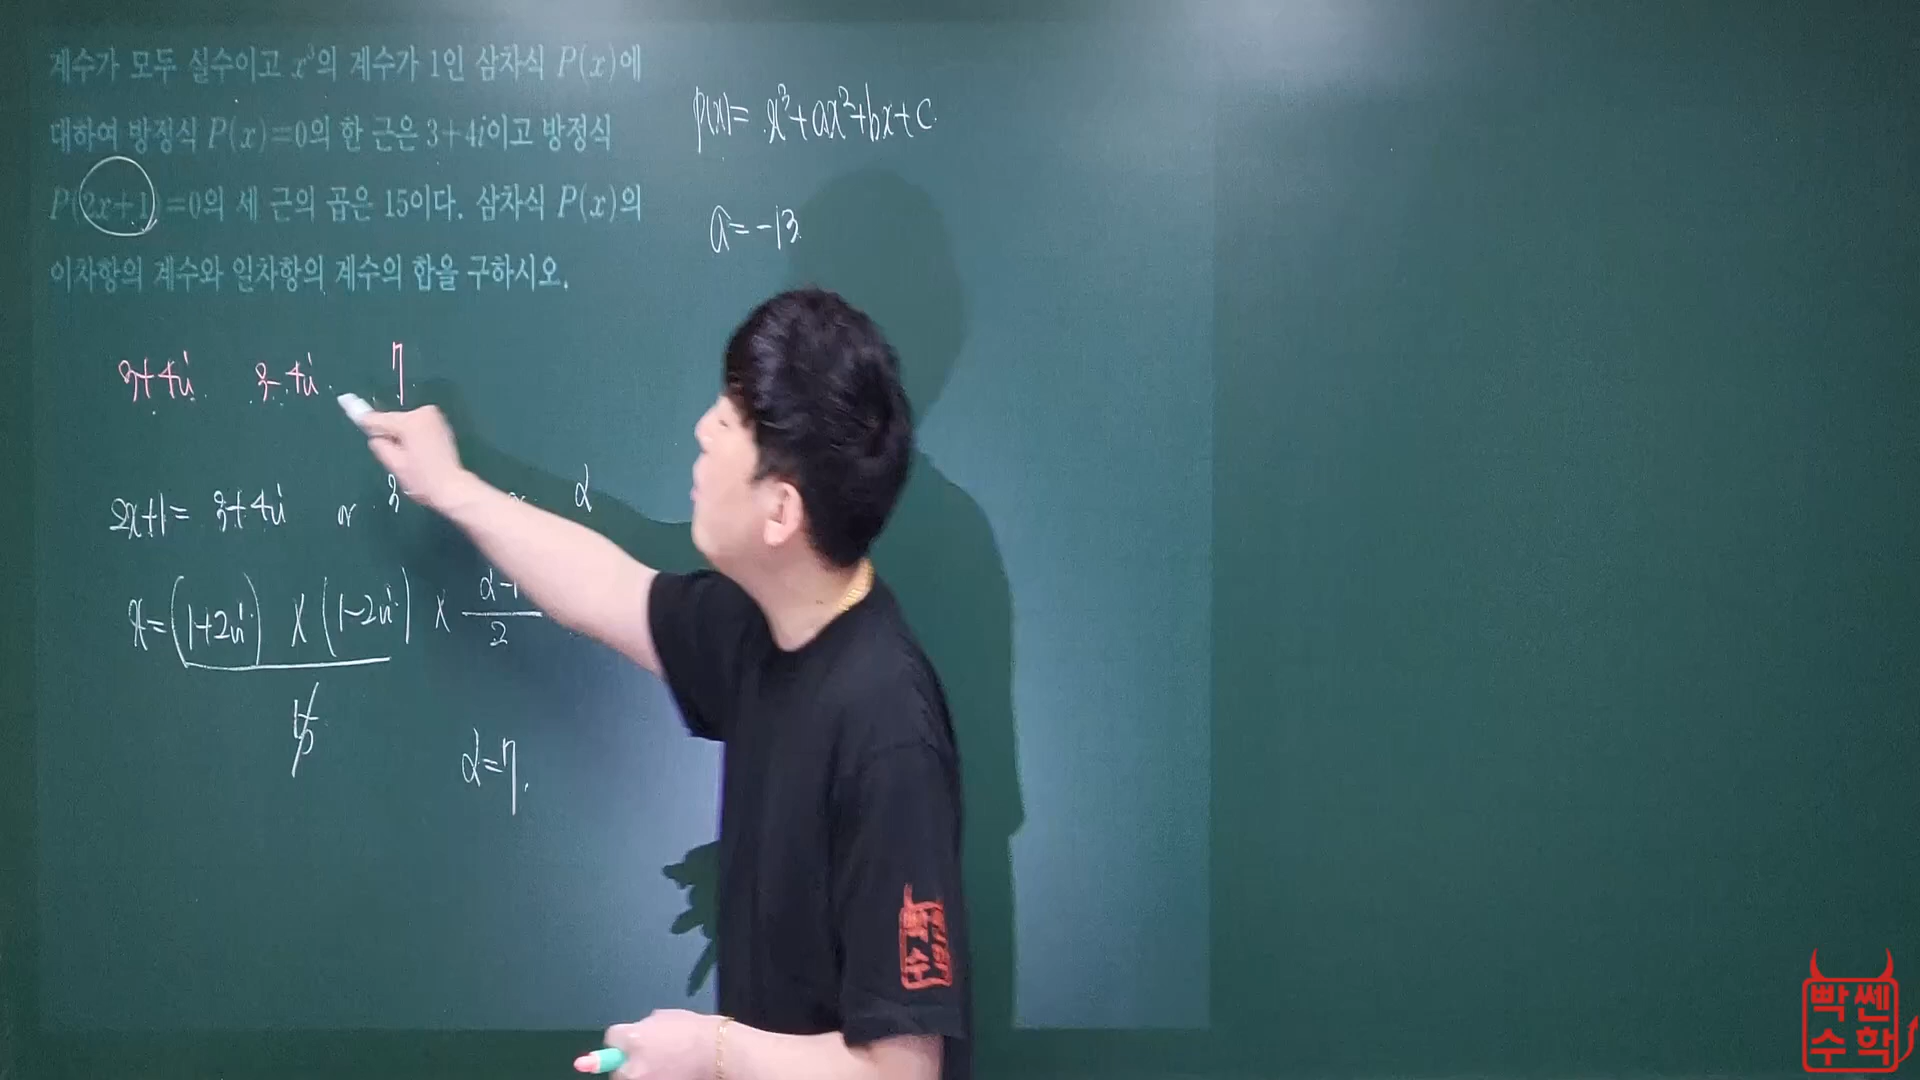 계수가 모두 실수이고 x³의 계수가 1인 삼차식 P(x)에
대하여 방정식 P(x)=0의 한 근은 3+4i이고 방정식
P(2x+1)=0의 세 근의 곱은 15이다. 삼차식 P(x)의
이차항의 계수와 일차항의 계수의 합을 구하시오.
P(x)= x³+ax²+bx+c
a=-13
3+4i 3-4i 7
2x+1= 3+4i or 3 or α
x=(1+2i) × (1-2i) × α-1
2
α=7.
빡쎈
수학